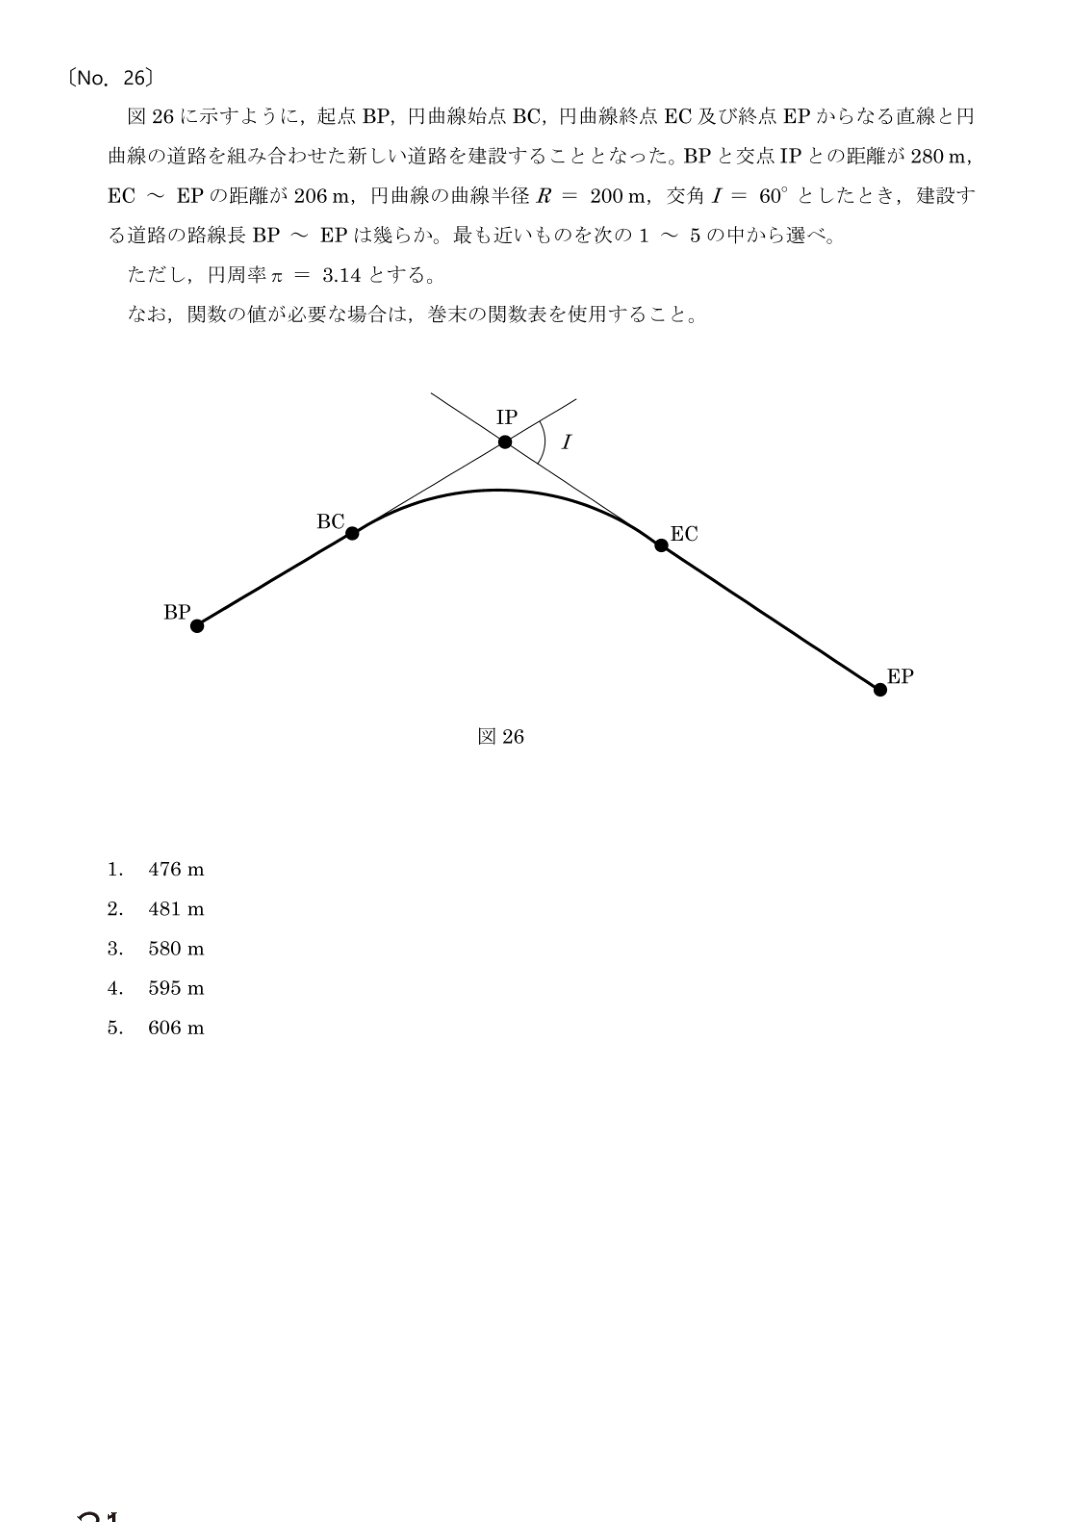 〔No．26〕
図 26 に示すように，起点 BP，円曲線始点 BC，円曲線終点 EC 及び終点 EP からなる直線と円
曲線の道路を組み合わせた新しい道路を建設することとなった。BP と交点 IP との距離が 280 m，
EC ～ EP の距離が 206 m，円曲線の曲線半径 R ＝ 200 m，交角 I ＝ 60° としたとき，建設す
る道路の路線長 BP ～ EP は幾らか。最も近いものを次の 1 ～ 5 の中から選べ。
ただし，円周率 π ＝ 3.14 とする。
なお，関数の値が必要な場合は，巻末の関数表を使用すること。
IP
I
BC
EC
BP
EP
図 26
1. 476 m
2. 481 m
3. 580 m
4. 595 m
5. 606 m